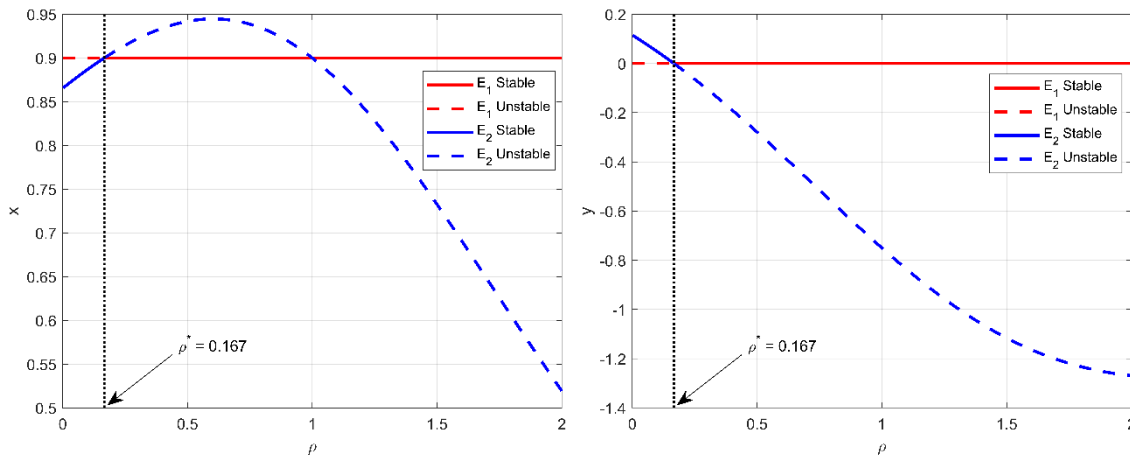 0.95
0.9
0.85
0.8
0.75
0.7
0.65
0.6
0.55
0.5
x
0
0.5
1
1.5
2
ρ
E1 Stable
E1 Unstable
E2 Stable
E2 Unstable
ρ* = 0.167
0.2
0
-0.2
-0.4
-0.6
-0.8
-1
-1.2
-1.4
y
0
0.5
1
1.5
2
ρ
E1 Stable
E1 Unstable
E2 Stable
E2 Unstable
ρ* = 0.167